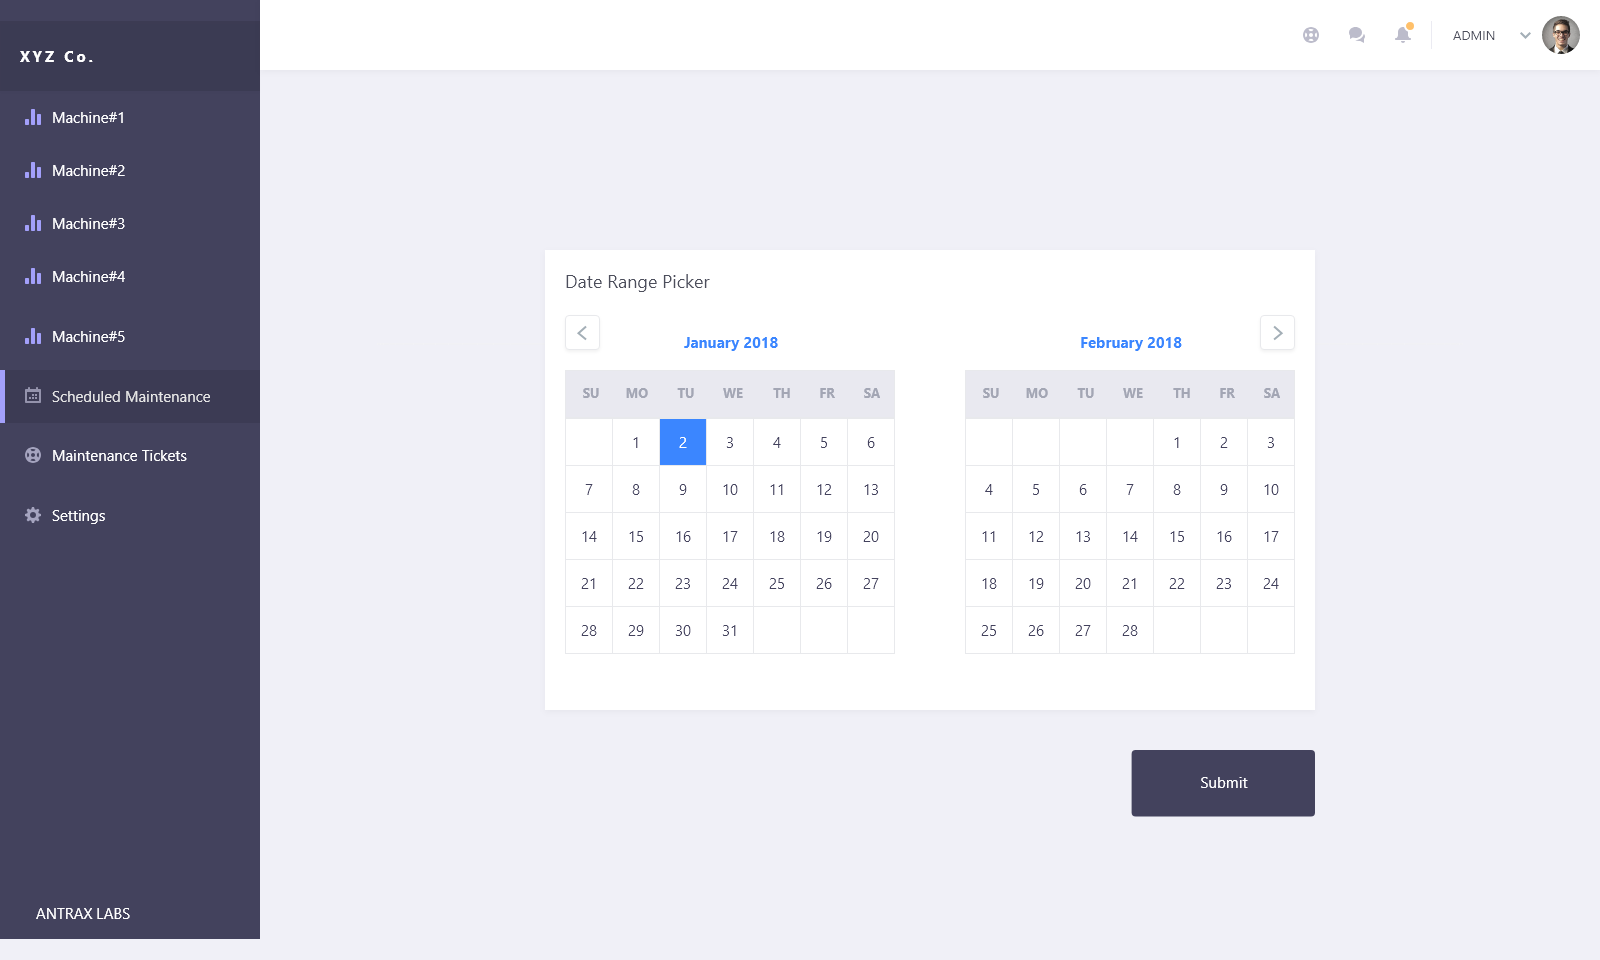 XYZ Co.
ADMIN
Machine#1
Machine#2
Machine#3
Machine#4
Machine#5
Scheduled Maintenance
Maintenance Tickets
Settings
ANTRAX LABS
Date Range Picker
January 2018
SU MO TU WE TH FR SA
1 2 3 4 5 6
7 8 9 10 11 12 13
14 15 16 17 18 19 20
21 22 23 24 25 26 27
28 29 30 31
February 2018
SU MO TU WE TH FR SA
1 2 3
4 5 6 7 8 9 10
11 12 13 14 15 16 17
18 19 20 21 22 23 24
25 26 27 28
Submit